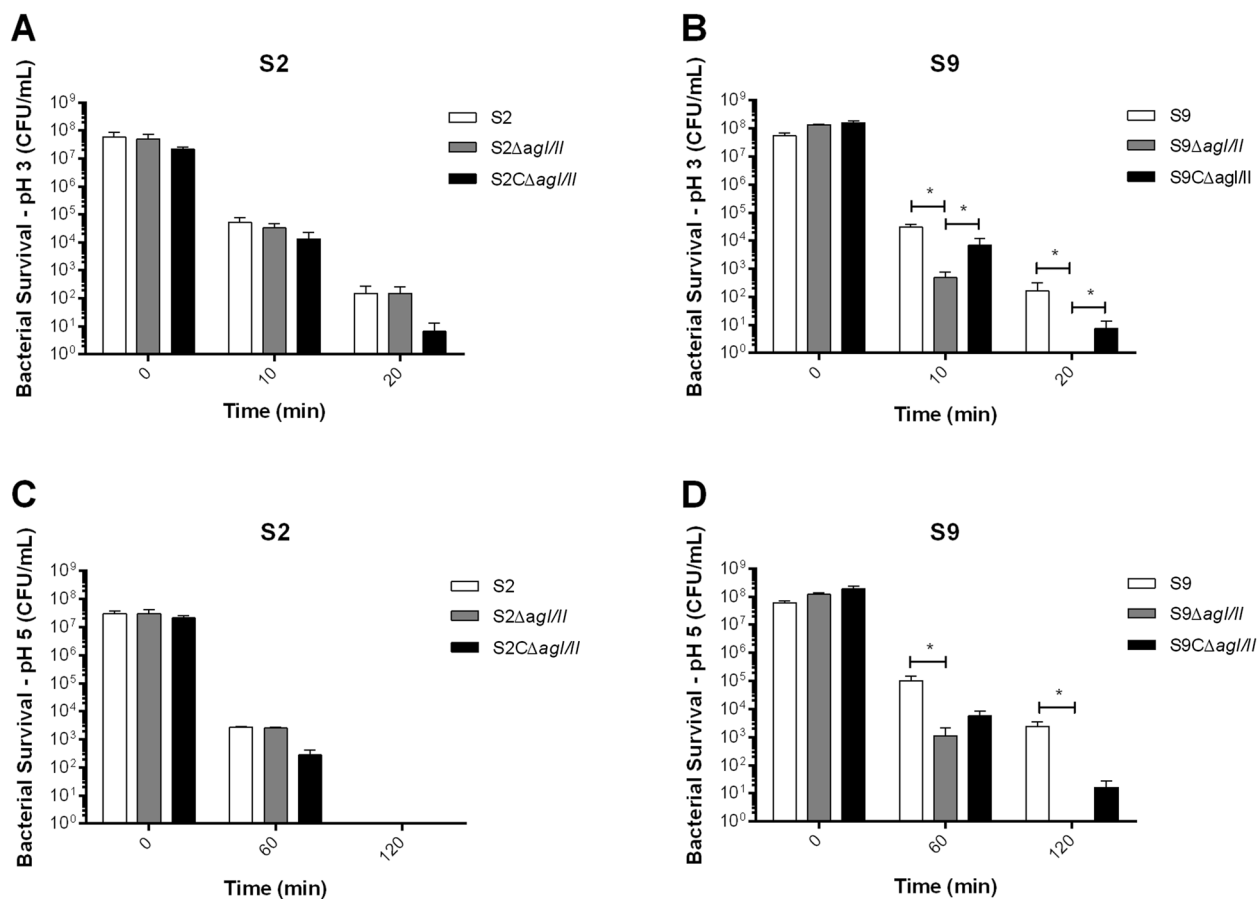 A
S2
Bacterial Survival - pH 3 (CFU/mL)
10⁹
10⁸
10⁷
10⁶
10⁵
10⁴
10³
10²
10¹
10⁰
0
10
20
Time (min)
S2
S2ΔagI/II
S2CΔagI/II
B
S9
Bacterial Survival - pH 3 (CFU/mL)
10⁹
10⁸
10⁷
10⁶
10⁵
10⁴
10³
10²
10¹
10⁰
*
*
*
*
0
10
20
Time (min)
S9
S9ΔagI/II
S9CΔagI/II
C
S2
Bacterial Survival - pH 5 (CFU/mL)
10⁹
10⁸
10⁷
10⁶
10⁵
10⁴
10³
10²
10¹
10⁰
0
60
120
Time (min)
S2
S2ΔagI/II
S2CΔagI/II
D
S9
Bacterial Survival - pH 5 (CFU/mL)
10⁹
10⁸
10⁷
10⁶
10⁵
10⁴
10³
10²
10¹
10⁰
*
*
0
60
120
Time (min)
S9
S9ΔagI/II
S9CΔagI/II